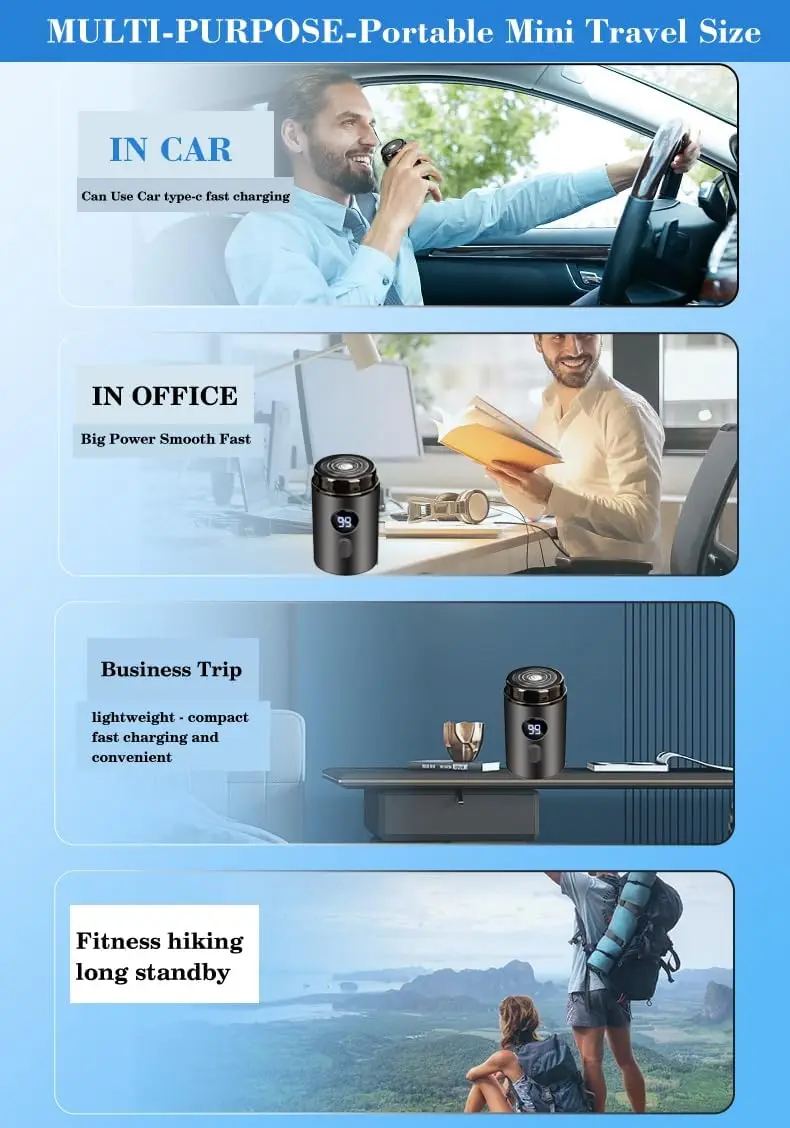 MULTI-PURPOSE-Portable Mini Travel Size
IN CAR
Can Use Car type-c fast charging
IN OFFICE
Big Power Smooth Fast
99
Business Trip
lightweight - compact
fast charging and
convenient
99
Fitness hiking
long standby